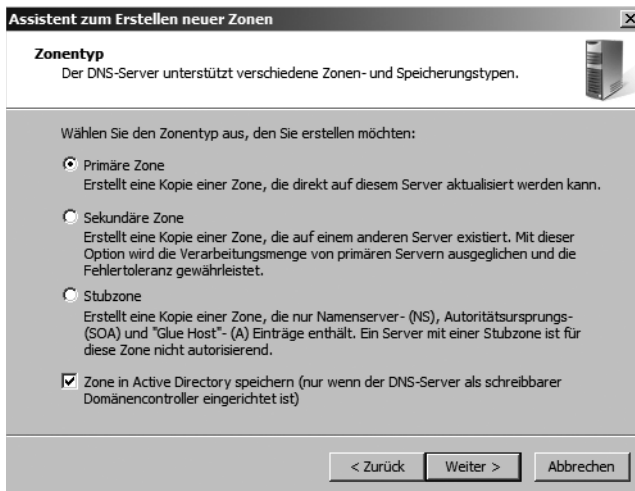 Assistent zum Erstellen neuer Zonen
Zonentyp
Der DNS-Server unterstützt verschiedene Zonen- und Speicherungstypen.
Wählen Sie den Zonentyp aus, den Sie erstellen möchten:
Primäre Zone
Erstellt eine Kopie einer Zone, die direkt auf diesem Server aktualisiert werden kann.
Sekundäre Zone
Erstellt eine Kopie einer Zone, die auf einem anderen Server existiert. Mit dieser
Option wird die Verarbeitungsmenge von primären Servern ausgeglichen und die
Fehlertoleranz gewährleistet.
Stubzone
Erstellt eine Kopie einer Zone, die nur Namenserver- (NS), Autoritätsursprungs-
(SOA) und "Glue Host"- (A) Einträge enthält. Ein Server mit einer Stubzone ist für
diese Zone nicht autorisierend.
Zone in Active Directory speichern (nur wenn der DNS-Server als schreibbarer
Domänencontroller eingerichtet ist)
< Zurück Weiter > Abbrechen